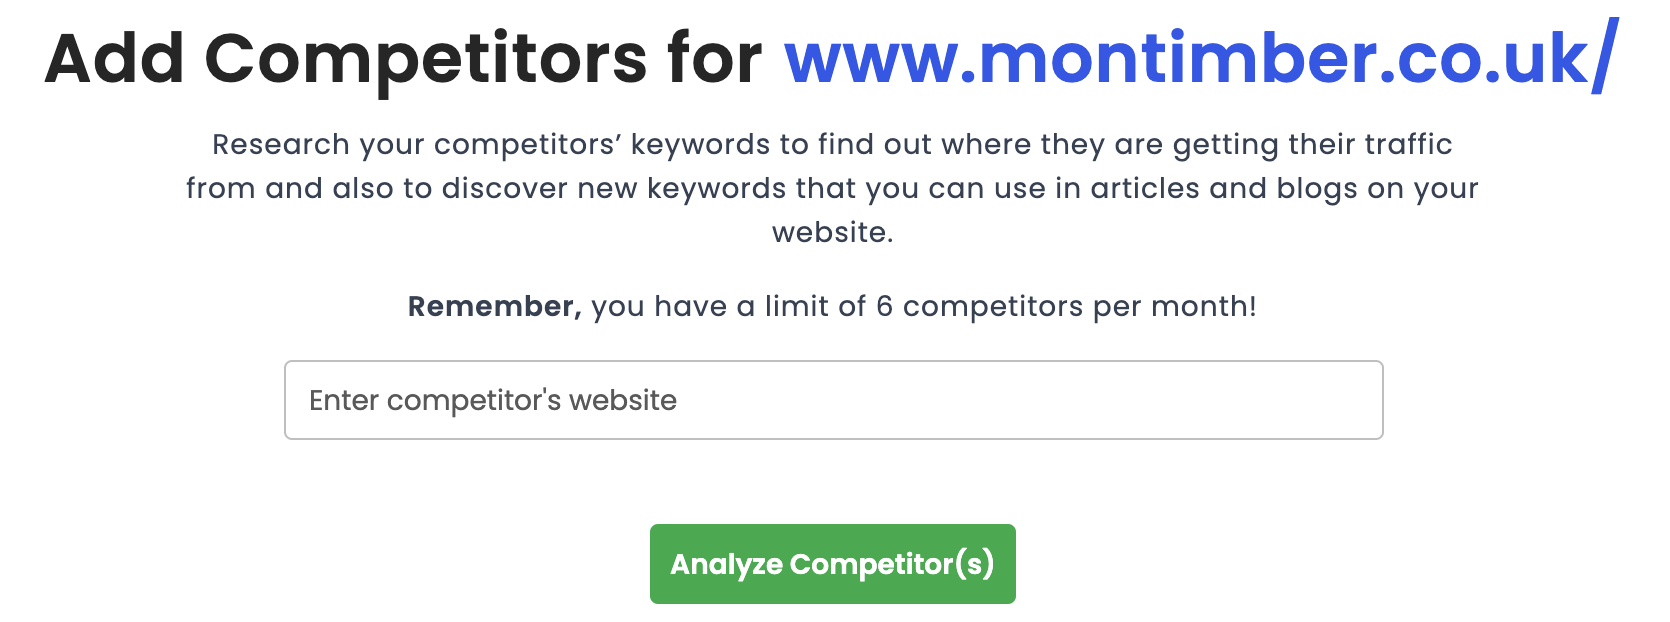 Add Competitors for www.montimber.co.uk/
Research your competitors’ keywords to find out where they are getting their traffic
from and also to discover new keywords that you can use in articles and blogs on your
website.
Remember, you have a limit of 6 competitors per month!
Enter competitor's website
Analyze Competitor(s)